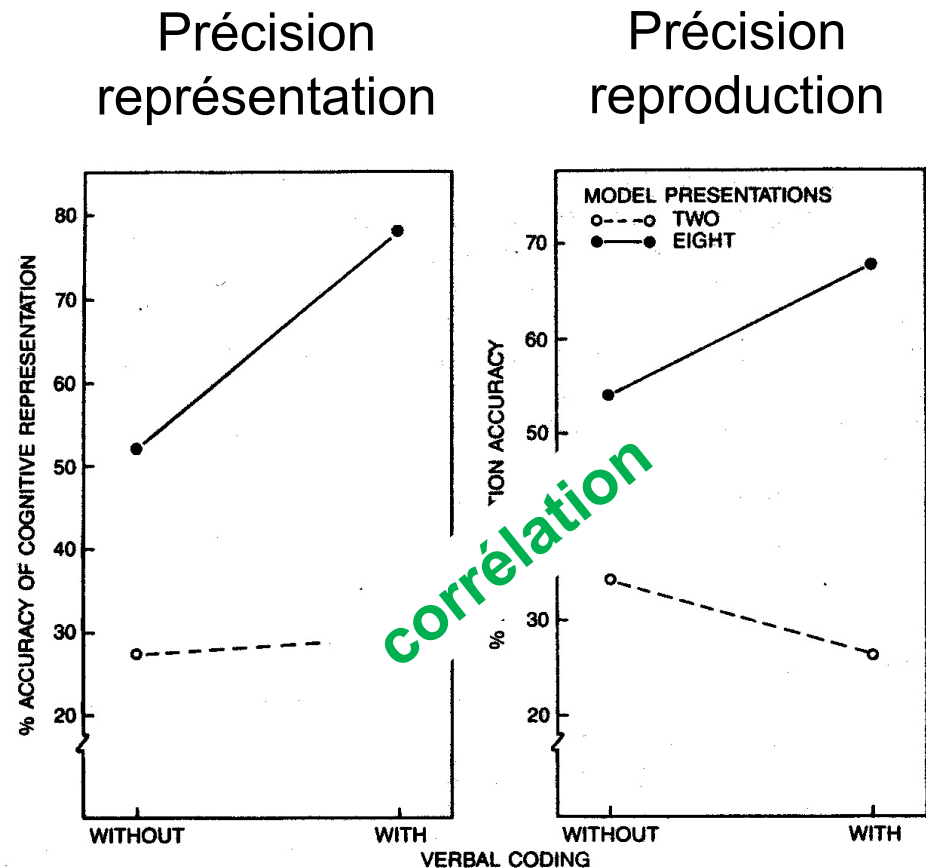 Précision
représentation
Précision
reproduction
% ACCURACY OF COGNITIVE REPRESENTATION
80
70
60
50
40
30
20
WITHOUT
WITH
MODEL PRESENTATIONS
TWO
EIGHT
%
ACCURACY
70
60
50
30
20
WITHOUT
WITH
VERBAL CODING
corrélation